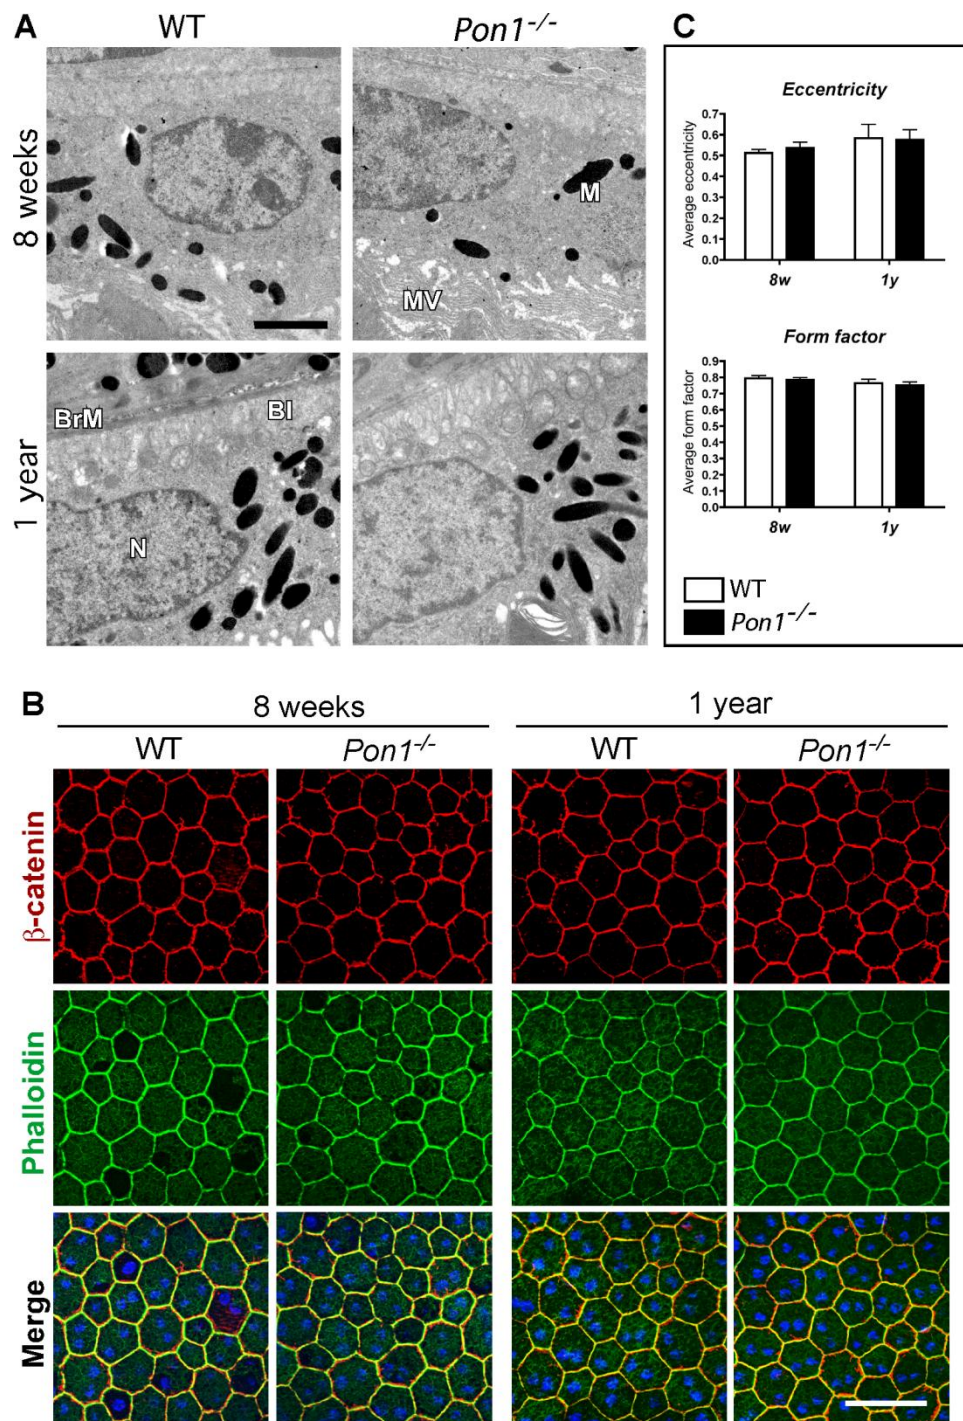 A
WT
Pon1-/-
8 weeks
M
MV
1 year
BrM
BI
N
C
Eccentricity
Average eccentricity
0.7
0.6
0.5
0.4
0.3
0.2
0.1
0.0
8w
1y
Form factor
Average form factor
0.9
0.8
0.7
0.6
0.5
0.4
0.3
0.2
0.1
0.0
8w
1y
WT
Pon1-/-
B
8 weeks
1 year
WT
Pon1-/-
WT
Pon1-/-
β-catenin
Phalloidin
Merge